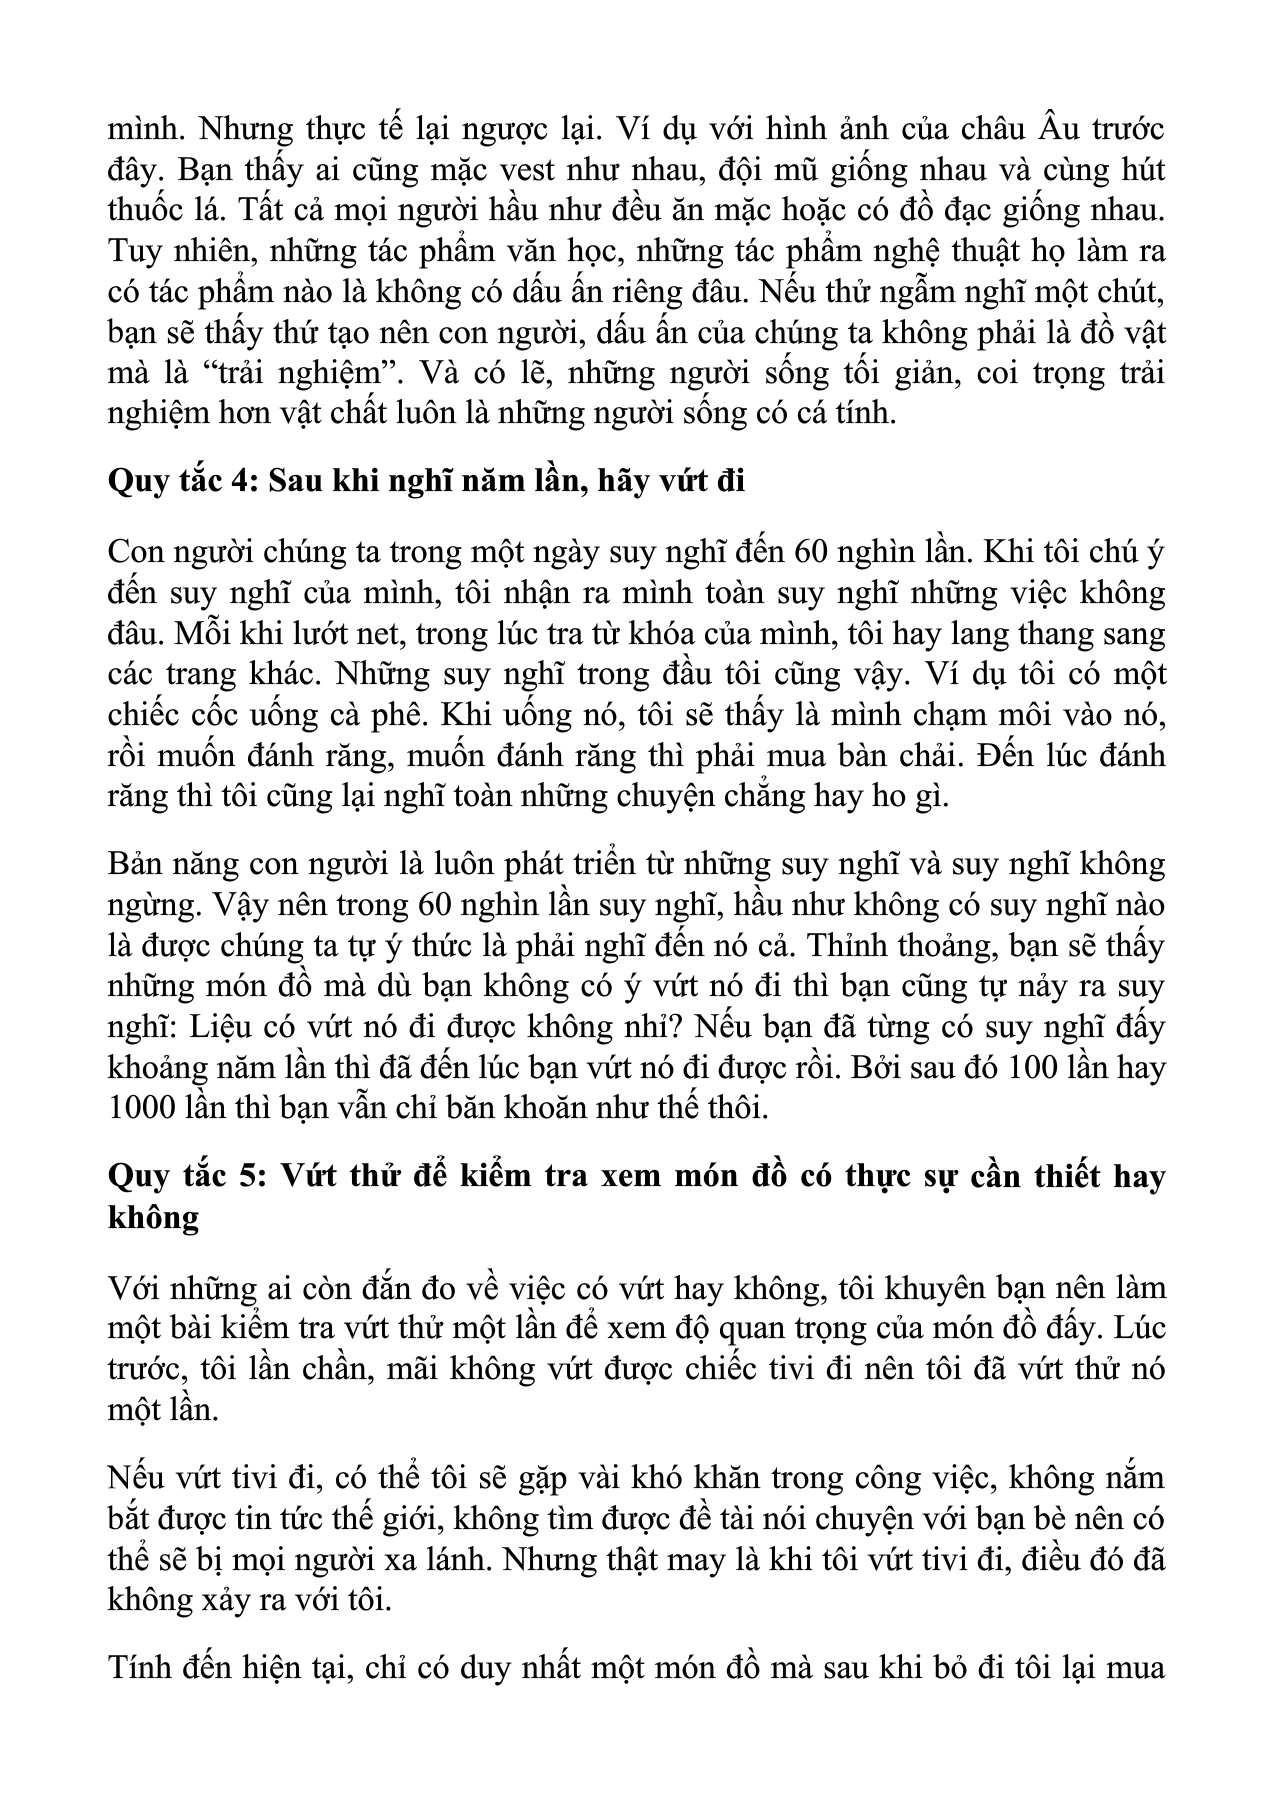 mình. Nhưng thực tế lại ngược lại. Ví dụ với hình ảnh của châu Âu trước
đây. Bạn thấy ai cũng mặc vest như nhau, đội mũ giống nhau và cùng hút
thuốc lá. Tất cả mọi người hầu như đều ăn mặc hoặc có đồ đạc giống nhau.
Tuy nhiên, những tác phẩm văn học, những tác phẩm nghệ thuật họ làm ra
có tác phẩm nào là không có dấu ấn riêng đâu. Nếu thử ngẫm nghĩ một chút,
bạn sẽ thấy thứ tạo nên con người, dấu ấn của chúng ta không phải là đồ vật
mà là “trải nghiệm”. Và có lẽ, những người sống tối giản, coi trọng trải
nghiệm hơn vật chất luôn là những người sống có cá tính.
Quy tắc 4: Sau khi nghĩ năm lần, hãy vứt đi
Con người chúng ta trong một ngày suy nghĩ đến 60 nghìn lần. Khi tôi chú ý
đến suy nghĩ của mình, tôi nhận ra mình toàn suy nghĩ những việc không
đâu. Mỗi khi lướt net, trong lúc tra từ khóa của mình, tôi hay lang thang sang
các trang khác. Những suy nghĩ trong đầu tôi cũng vậy. Ví dụ tôi có một
chiếc cốc uống cà phê. Khi uống nó, tôi sẽ thấy là mình chạm môi vào nó,
rồi muốn đánh răng, muốn đánh răng thì phải mua bàn chải. Đến lúc đánh
răng thì tôi cũng lại nghĩ toàn những chuyện chẳng hay ho gì.
Bản năng con người là luôn phát triển từ những suy nghĩ và suy nghĩ không
ngừng. Vậy nên trong 60 nghìn lần suy nghĩ, hầu như không có suy nghĩ nào
là được chúng ta tự ý thức là phải nghĩ đến nó cả. Thỉnh thoảng, bạn sẽ thấy
những món đồ mà dù bạn không có ý vứt nó đi thì bạn cũng tự nảy ra suy
nghĩ: Liệu có vứt nó đi được không nhỉ? Nếu bạn đã từng có suy nghĩ đấy
khoảng năm lần thì đã đến lúc bạn vứt nó đi được rồi. Bởi sau đó 100 lần hay
1000 lần thì bạn vẫn chỉ băn khoăn như thế thôi.
Quy tắc 5: Vứt thử để kiểm tra xem món đồ có thực sự cần thiết hay
không
Với những ai còn đắn đo về việc có vứt hay không, tôi khuyên bạn nên làm
một bài kiểm tra vứt thử một lần để xem độ quan trọng của món đồ đấy. Lúc
trước, tôi lần chần, mãi không vứt được chiếc tivi đi nên tôi đã vứt thử nó
một lần.
Nếu vứt tivi đi, có thể tôi sẽ gặp vài khó khăn trong công việc, không nắm
bắt được tin tức thế giới, không tìm được đề tài nói chuyện với bạn bè nên có
thể sẽ bị mọi người xa lánh. Nhưng thật may là khi tôi vứt tivi đi, điều đó đã
không xảy ra với tôi.
Tính đến hiện tại, chỉ có duy nhất một món đồ mà sau khi bỏ đi tôi lại mua